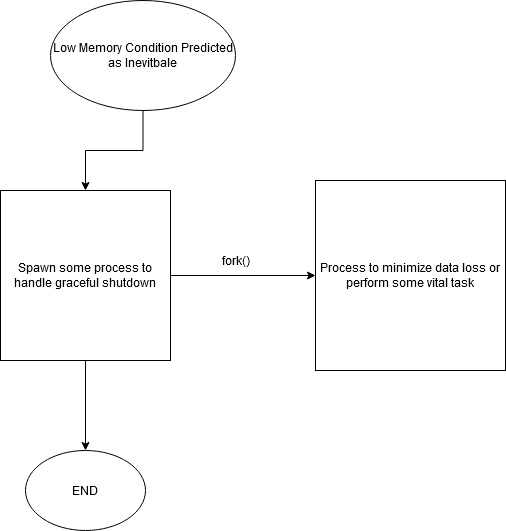 Low Memory Condition Predicted
as Inevitbale
Spawn some process to
handle graceful shutdown
fork()
Process to minimize data loss or
perform some vital task
END